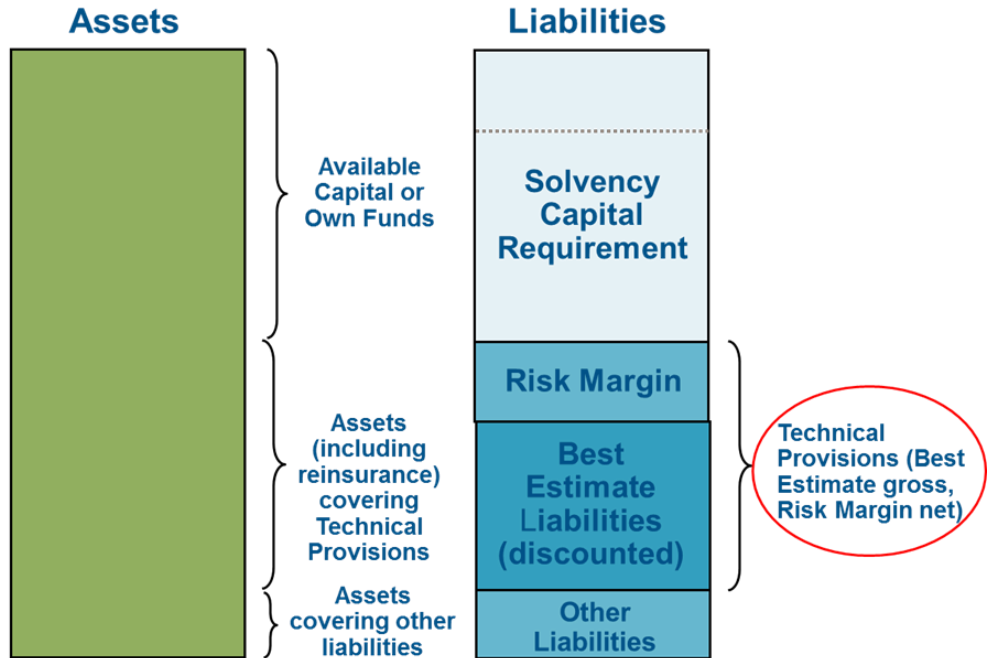 Assets
Liabilities
Available
Capital or
Own Funds
Solvency
Capital
Requirement
Risk Margin
Assets
(including
reinsurance)
covering
Technical
Provisions
Best
Estimate
Liabilities
(discounted)
Technical
Provisions (Best
Estimate gross,
Risk Margin net)
Assets
covering other
liabilities
Other
Liabilities